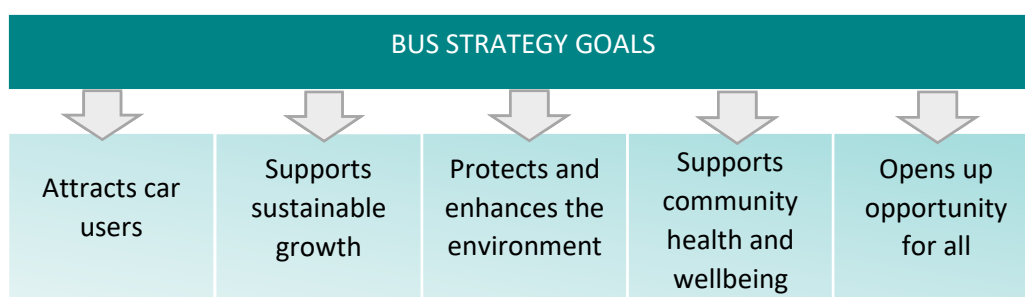 BUS STRATEGY GOALS
Attracts car
users
Supports
sustainable
growth
Protects and
enhances the
environment
Supports
community
health and
wellbeing
Opens up
opportunity
for all